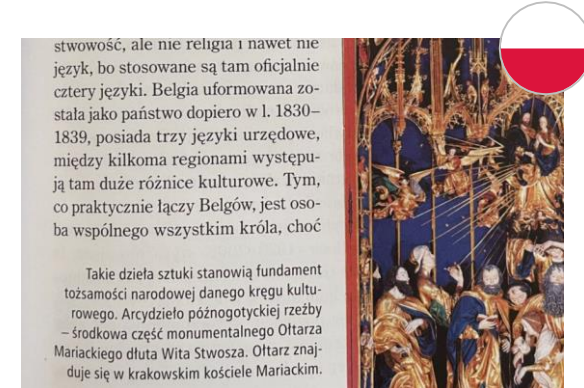 stwowość, ale nie religia i nawet nie
język, bo stosowane są tam oficjalnie
cztery języki. Belgia uformowana zo-
stała jako państwo dopiero w l. 1830–
1839, posiada trzy języki urzędowe,
między kilkoma regionami występu-
ją tam duże różnice kulturowe. Tym,
co praktycznie łączy Belgów, jest oso-
ba wspólnego wszystkim króla, choć
Takie dzieła sztuki stanowią fundament
tożsamości narodowej danego kręgu kultu-
rowego. Arcydzieło późnogotyckiej rzeźby
– środkowa część monumentalnego Ołtarza
Mariackiego dłuta Wita Stwosza. Ołtarz znaj-
duje się w krakowskim kościele Mariackim.